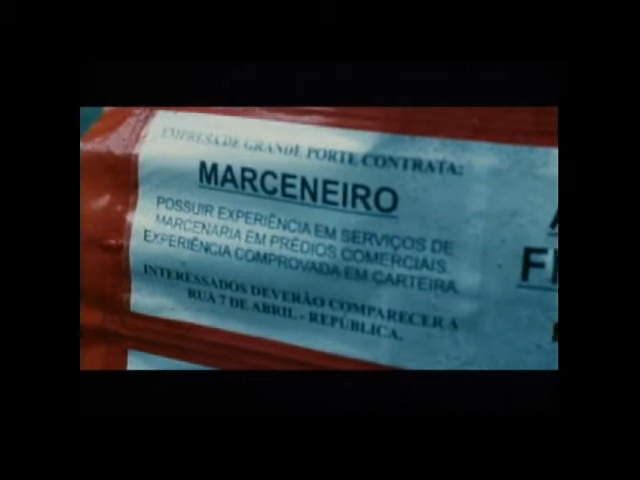 EMPRESA DE GRANDE PORTE CONTRATA:
MARCENEIRO
POSSUIR EXPERIÊNCIA EM SERVIÇOS DE
MARCENARIA EM PRÉDIOS COMERCIAIS.
EXPERIÊNCIA COMPROVADA EM CARTEIRA
INTERESSADOS DEVERÃO COMPARECER A
RUA 7 DE ABRIL - REPÚBLICA.